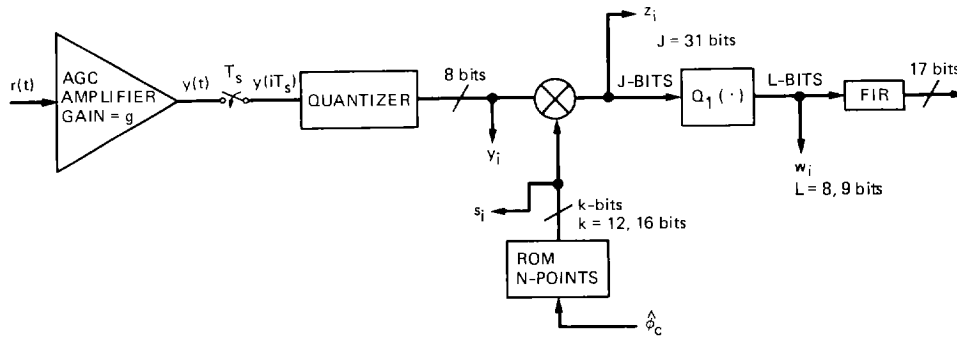 r(t)
AGC
AMPLIFIER
GAIN = g
y(t)
T_s
y(iT_s)
QUANTIZER
8 bits
y_i
z_i
J = 31 bits
J-BITS
Q_1 (·)
L-BITS
w_i
L = 8, 9 bits
FIR
17 bits
s_i
k-bits
k = 12, 16 bits
ROM
N-POINTS
φ̂_c